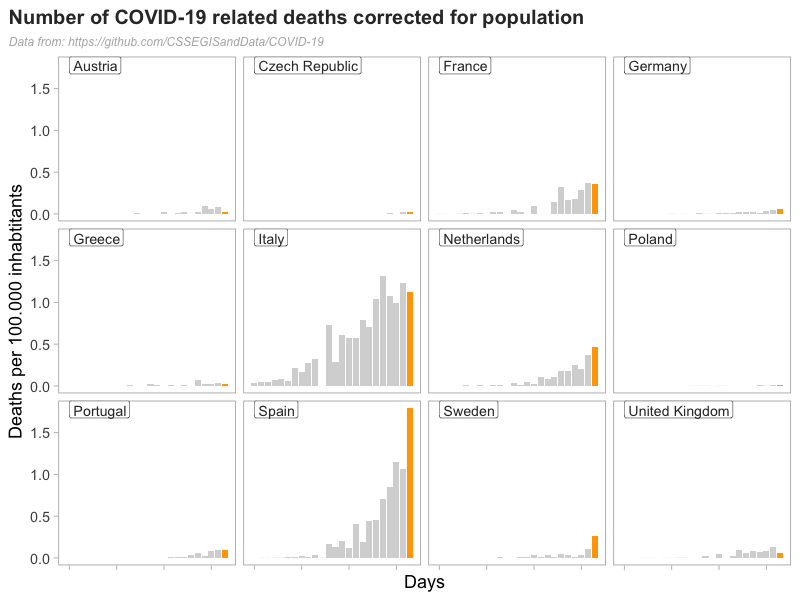 Number of COVID-19 related deaths corrected for population
Data from: https://github.com/CSSEGISandData/COVID-19
Austria
Czech Republic
France
Germany
1.5
1.0
0.5
0.0
Greece
Italy
Netherlands
Poland
1.5
1.0
0.5
0.0
Portugal
Spain
Sweden
United Kingdom
1.5
1.0
0.5
0.0
Deaths per 100.000 inhabtitants
Days